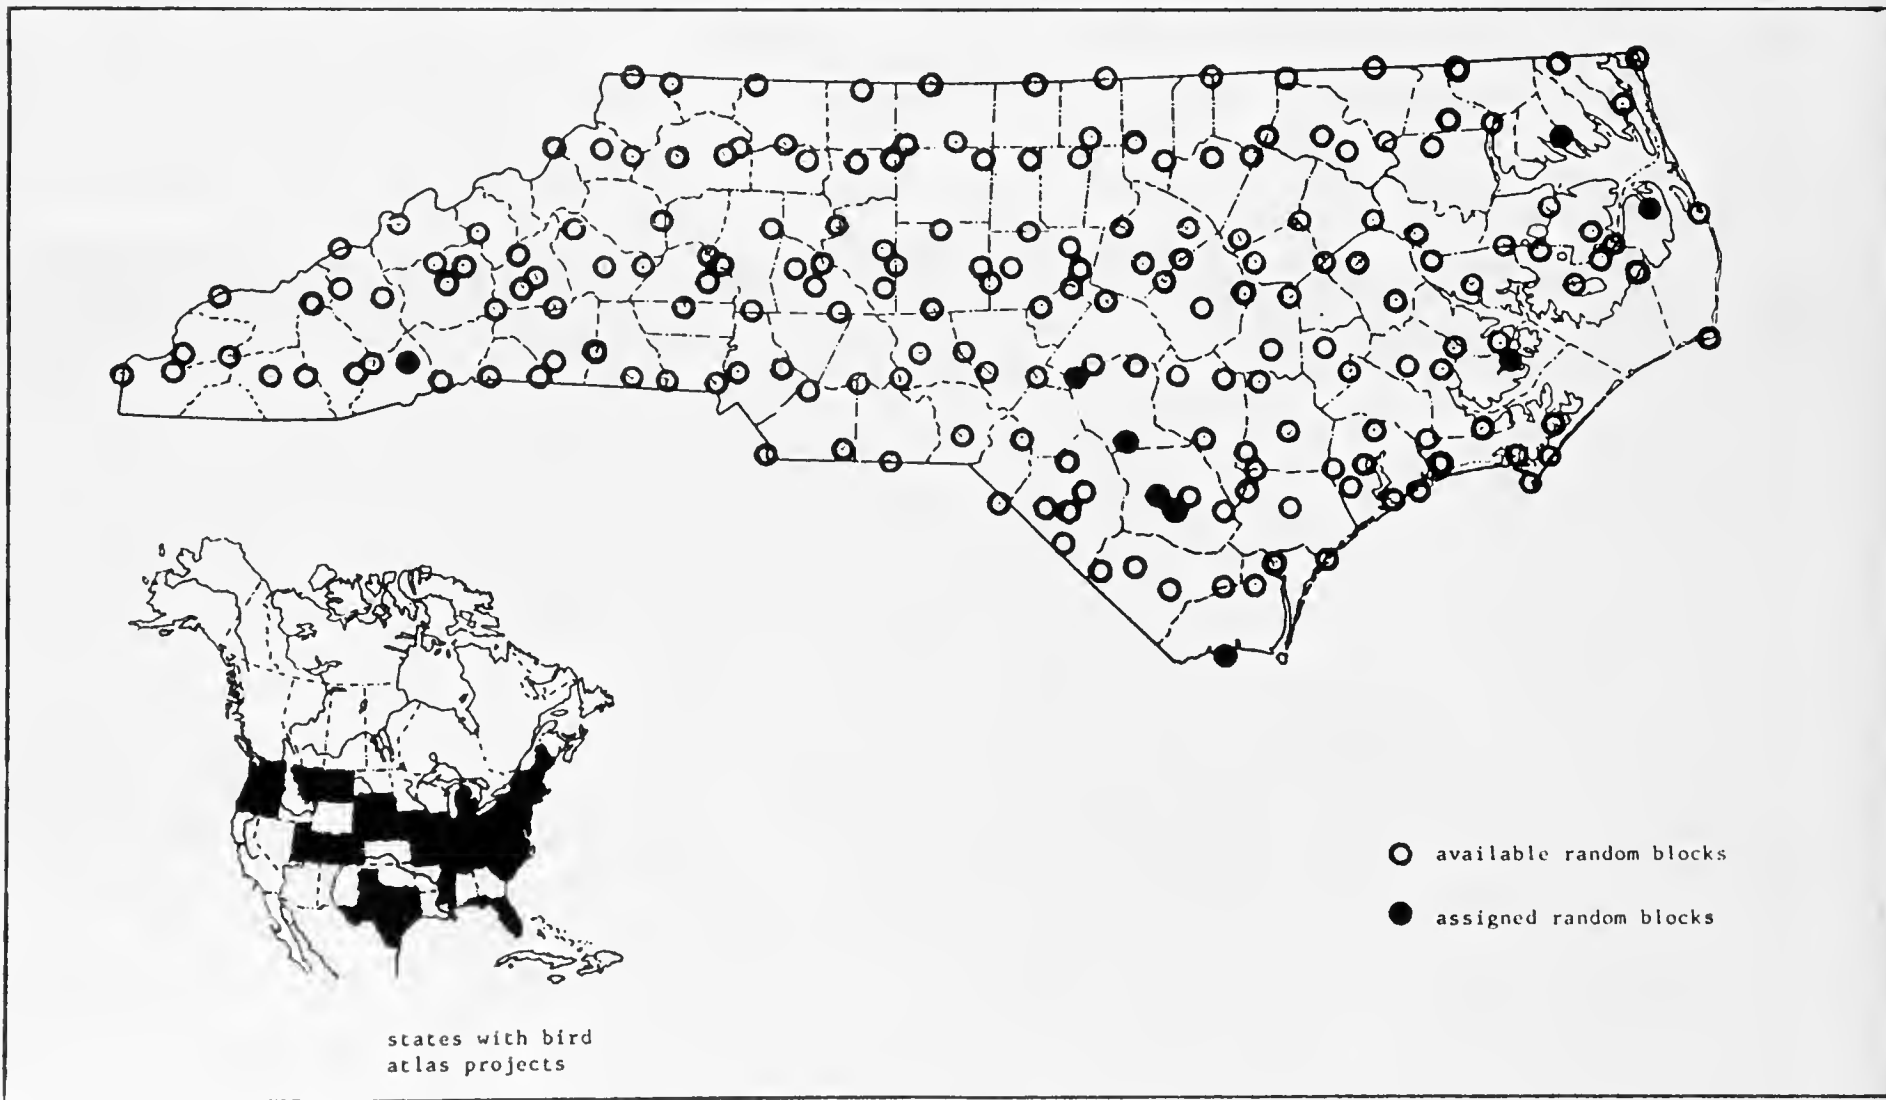 available random blocks
assigned random blocks
states with bird
atlas projects